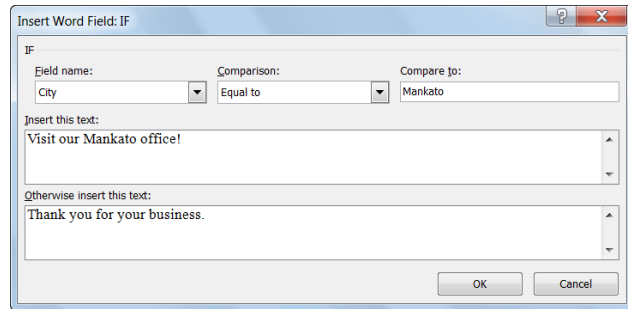 Insert Word Field: IF
IF
Field name: Comparison: Compare to:
City Equal to Mankato
Insert this text:
Visit our Mankato office!
Otherwise insert this text:
Thank you for your business.
OK Cancel